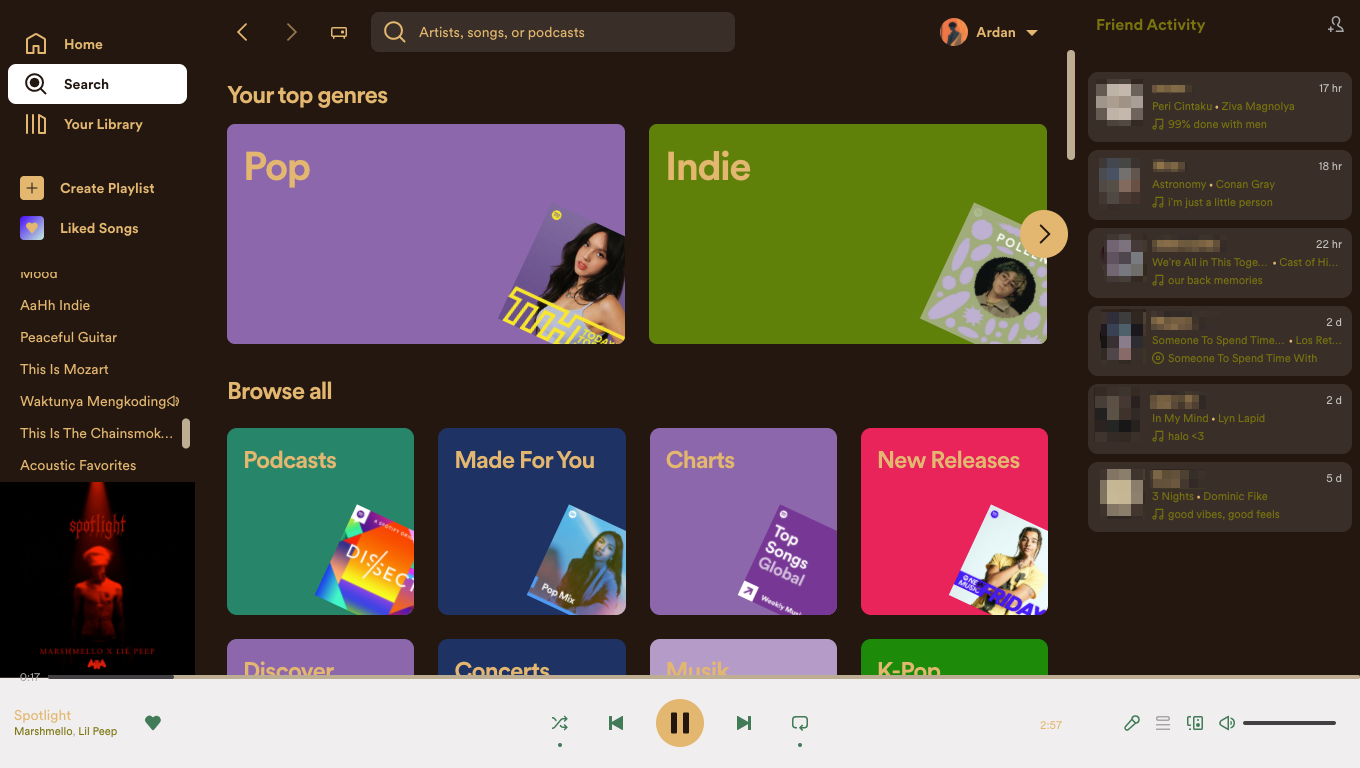 Home
Search
Your Library
Create Playlist
Liked Songs
Mood
AaHh Indie
Peaceful Guitar
This Is Mozart
Waktunya Mengkoding
This Is The Chainsmok...
Acoustic Favorites
spotlight
MARSHMELLO X LIL PEEP
Artists, songs, or podcasts
Ardan
Your top genres
Pop
Indie
POLLEN
Browse all
Podcasts
DISSECT
Made For You
Pop Mix
Charts
Top
Songs
Global
New Releases
FRIDAY
Discover
Concerts
Musik
K-Pop
Friend Activity
17 hr
Peri Cintaku • Ziva Magnolya
99% done with men
18 hr
Astronomy • Conan Gray
i'm just a little person
22 hr
We're All in This Toge... • Cast of Hi...
our back memories
2 d
Someone To Spend Time... • Los Ret...
Someone To Spend Time With
2 d
In My Mind • Lyn Lapid
halo <3
5 d
3 Nights • Dominic Fike
good vibes, good feels
0:17
Spotlight
Marshmello, Lil Peep
2:57